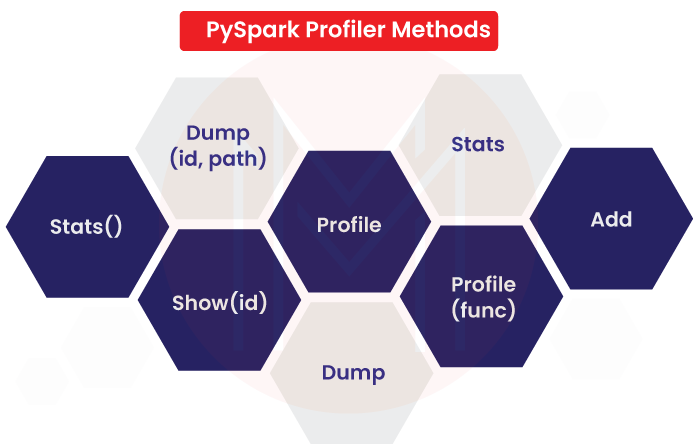 PySpark Profiler Methods
Dump
(id, path)
Stats
Stats()
Profile
Add
Show(id)
Profile
(func)
Dump